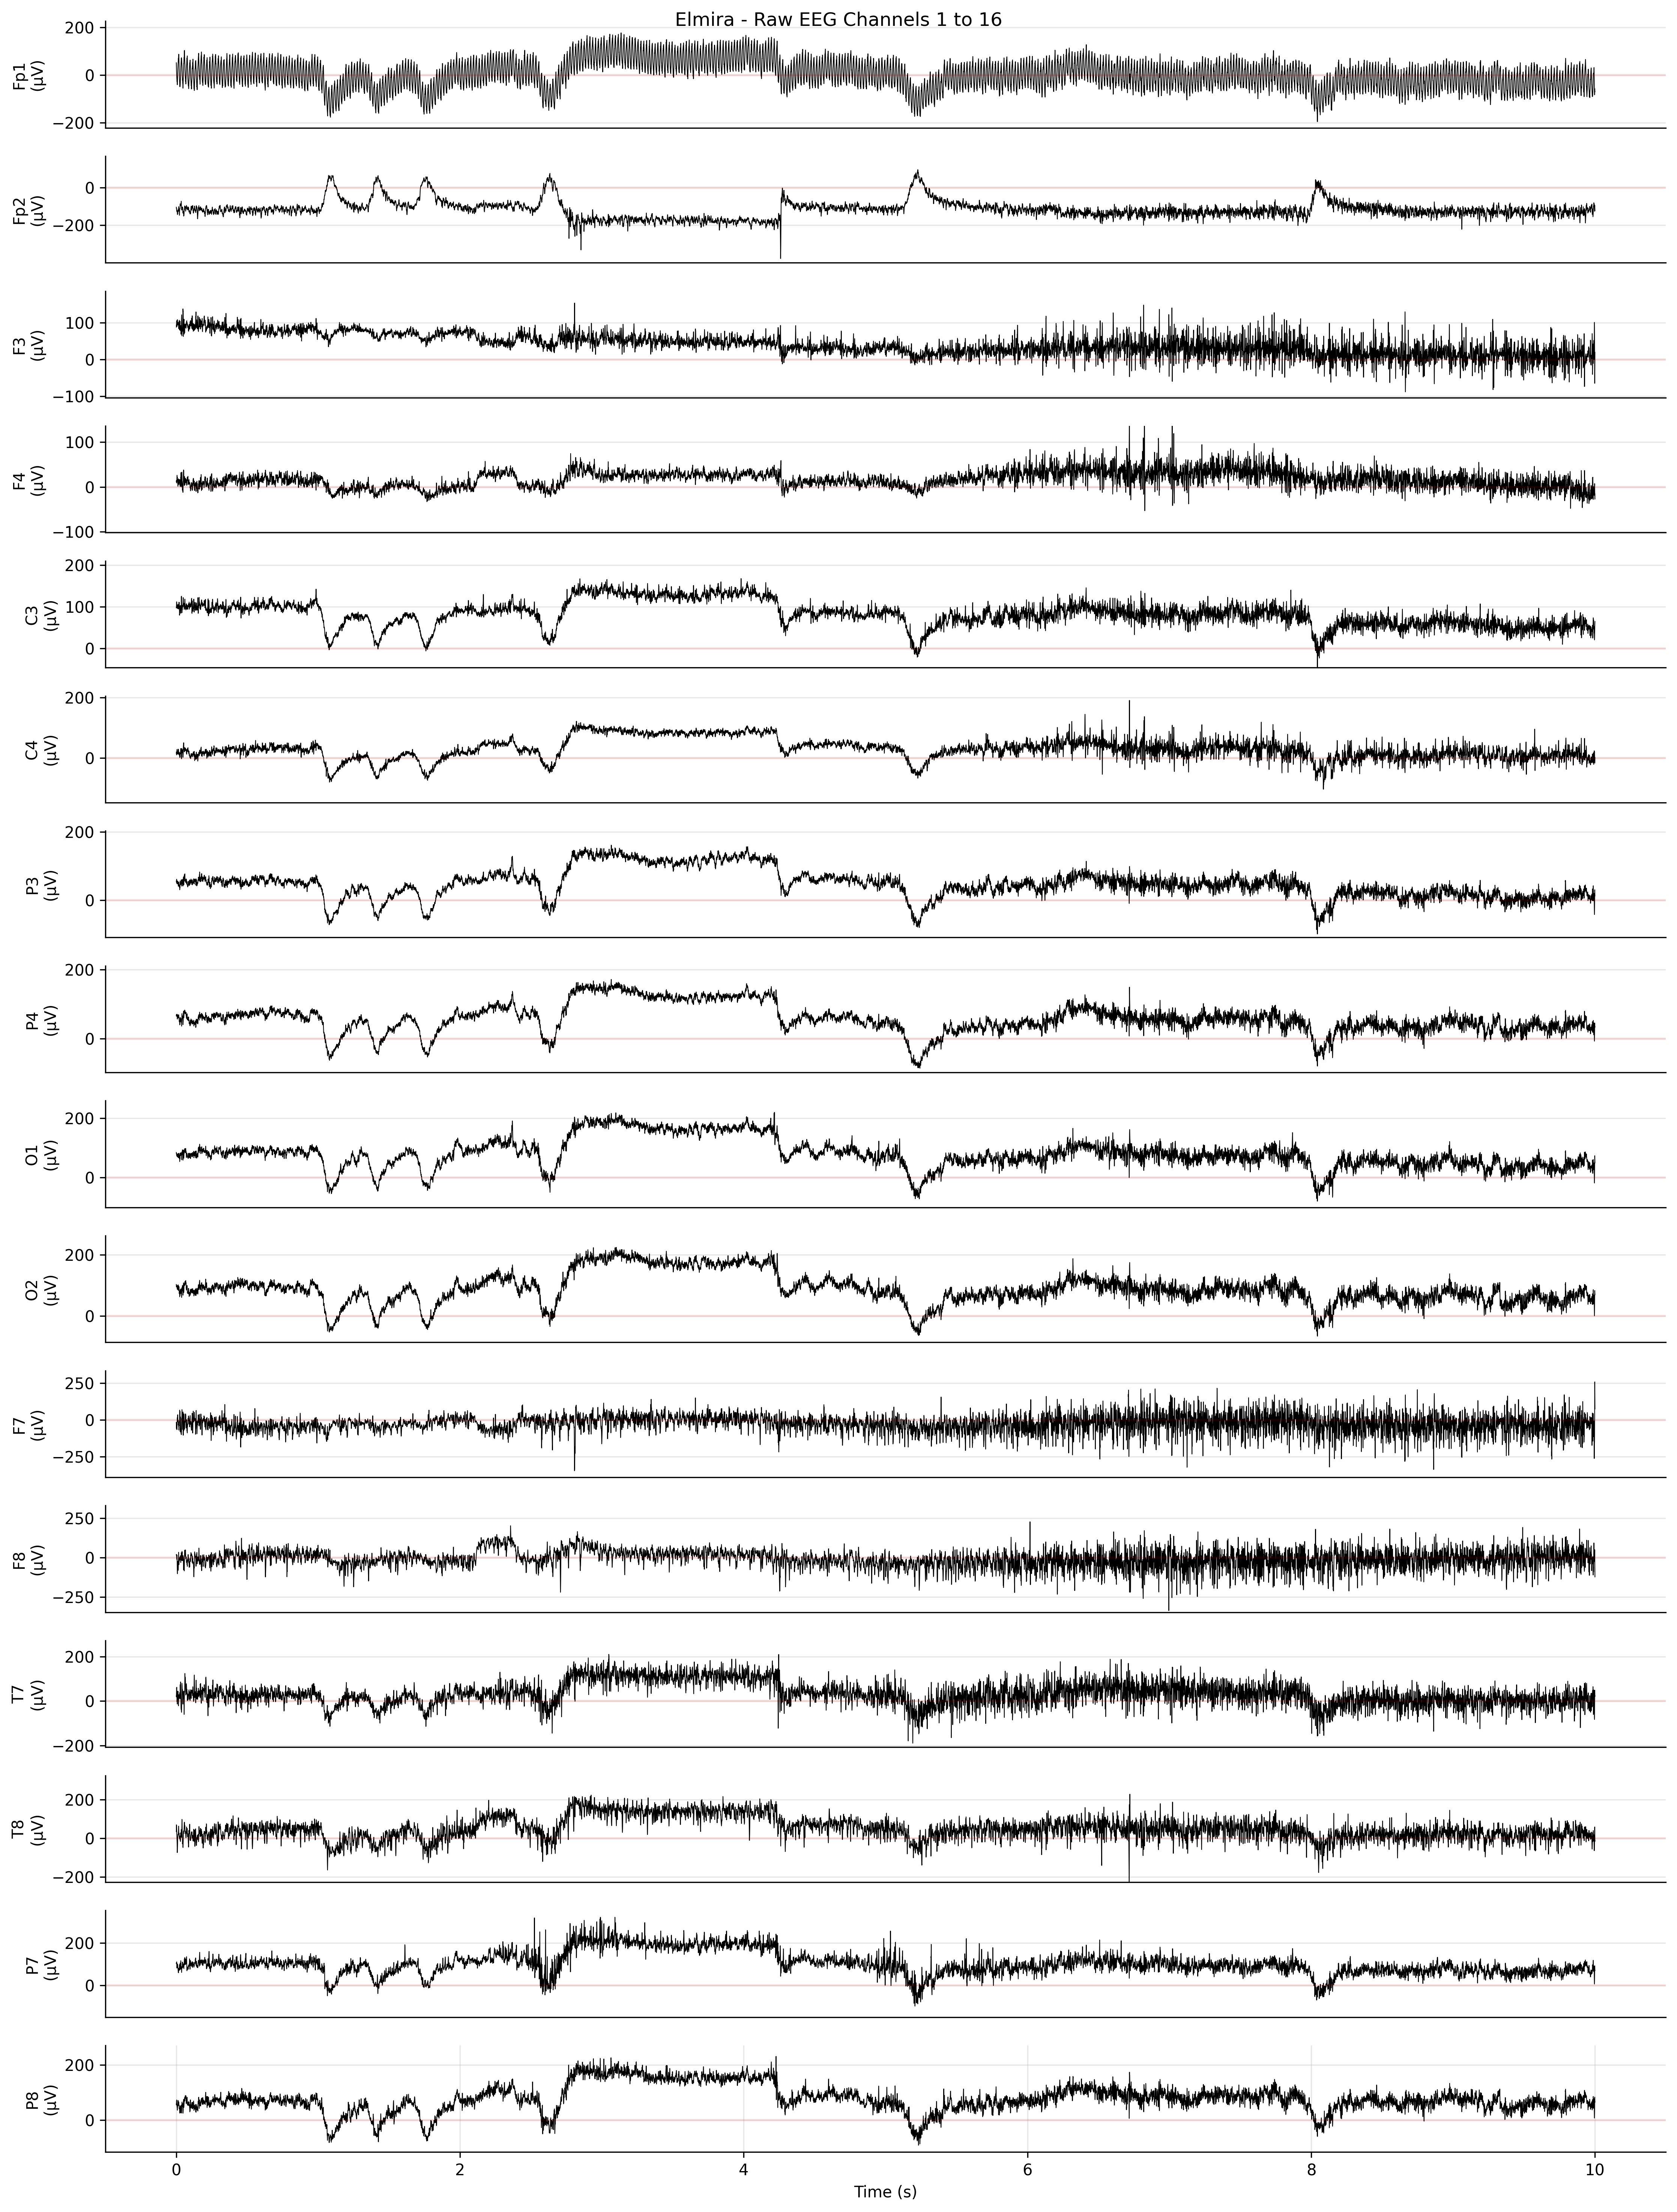 Elmira - Raw EEG Channels 1 to 16
200
0
−200
Fp1
(µV)
0
−200
Fp2
(µV)
100
0
−100
F3
(µV)
100
0
−100
F4
(µV)
200
100
0
C3
(µV)
200
0
C4
(µV)
200
0
P3
(µV)
200
0
P4
(µV)
200
0
O1
(µV)
200
0
O2
(µV)
250
0
−250
F7
(µV)
250
0
−250
F8
(µV)
200
0
−200
T7
(µV)
200
0
−200
T8
(µV)
200
0
P7
(µV)
200
0
P8
(µV)
0 2 4 6 8 10
Time (s)